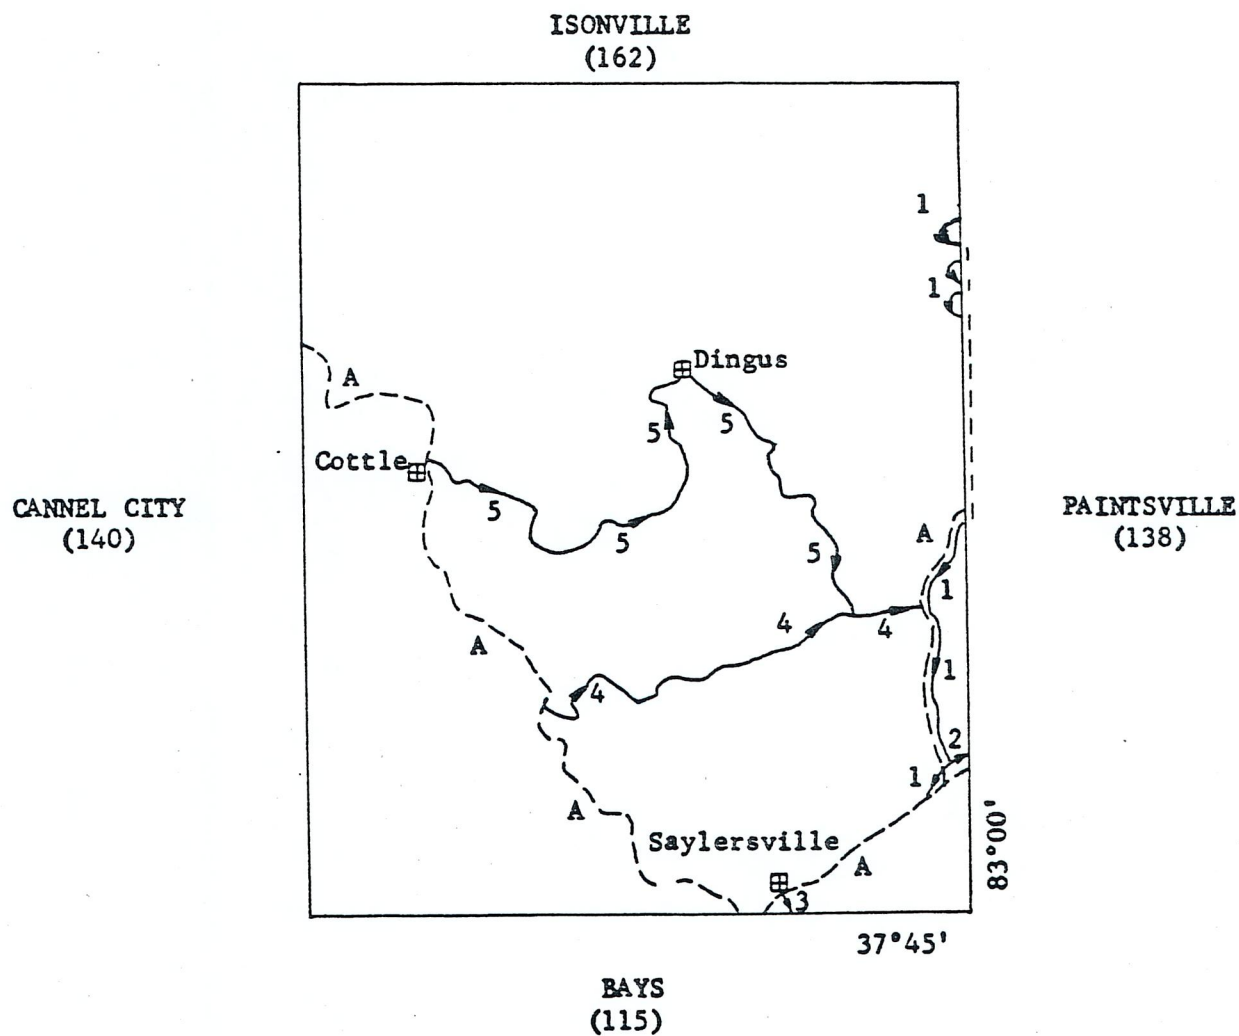 ISONVILLE
(162)
1
1
Dingus
A
5
5
Cottle
CANNEL CITY
(140)
5
5
PAINTSVILLE
(138)
A
5
1
4
4
A
1
4
2
1
A
Saylersville
A
3
83°00'
37°45'
BAYS
(115)